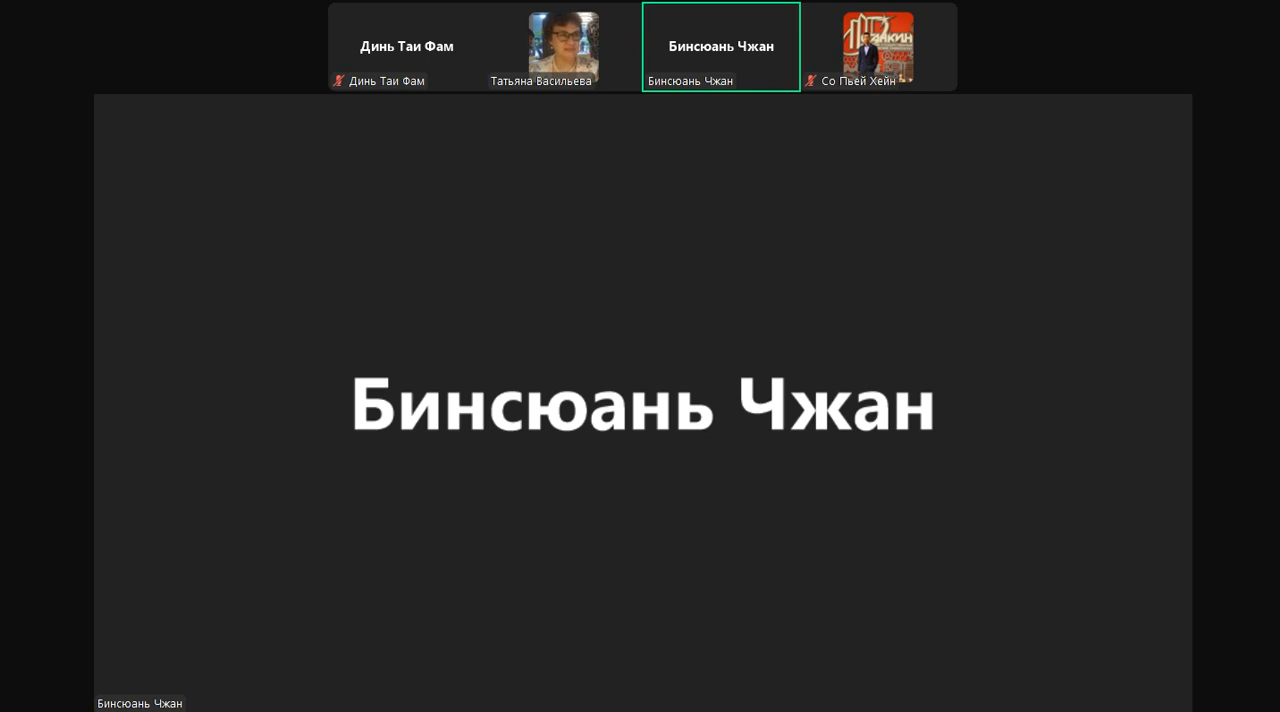 Динь Таи Фам
Динь Таи Фам
Татьяна Васильева
Бинсюань Чжан
Бинсюань Чжан
Со Пьей Хейн
Бинсюань Чжан
Бинсюань Чжан